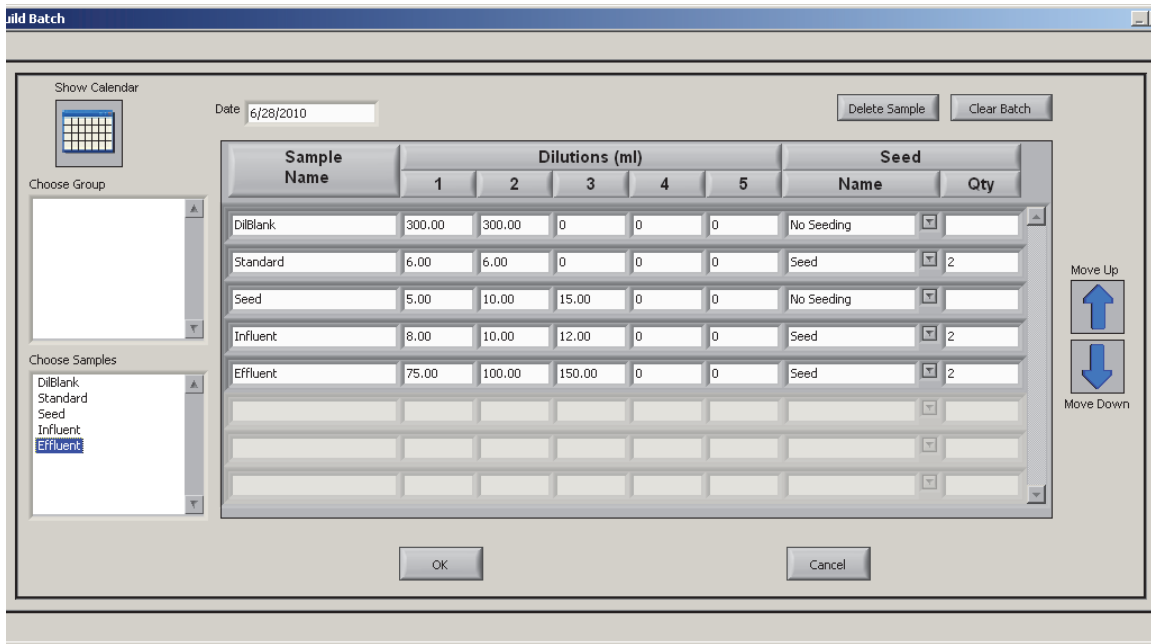 uild Batch
Show Calendar
Date 6/28/2010
Delete Sample Clear Batch
Sample Name Dilutions (ml) Seed
1 2 3 4 5 Name Qty
Choose Group
DilBlank 300.00 300.00 0 0 0 No Seeding
Standard 6.00 6.00 0 0 0 Seed 2
Seed 5.00 10.00 15.00 0 0 No Seeding
Influent 8.00 10.00 12.00 0 0 Seed 2
Effluent 75.00 100.00 150.00 0 0 Seed 2
Move Up
Move Down
Choose Samples
DilBlank
Standard
Seed
Influent
Effluent
OK Cancel